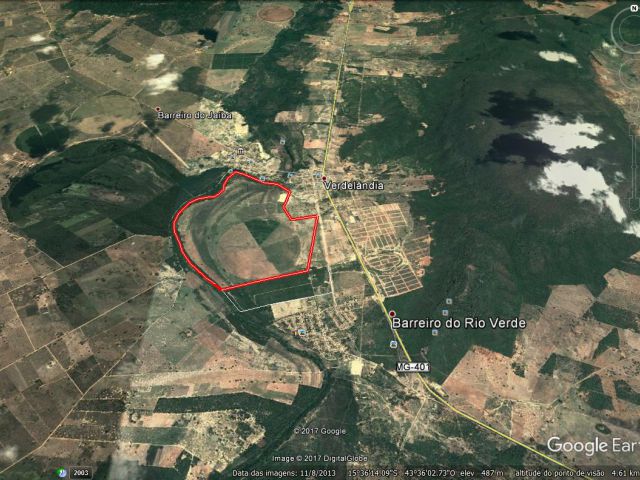 N
Barreiro do Jaíba
Verdelândia
Barreiro do Rio Verde
MG-401
© 2017 Google
Google Eart
Image © 2017 DigitalGlobe
2003
Data das imagens: 11/8/2013 15°36'14.09"S 43°36'02.73"O elev 487 m altitude do ponto de visão 4.61 km